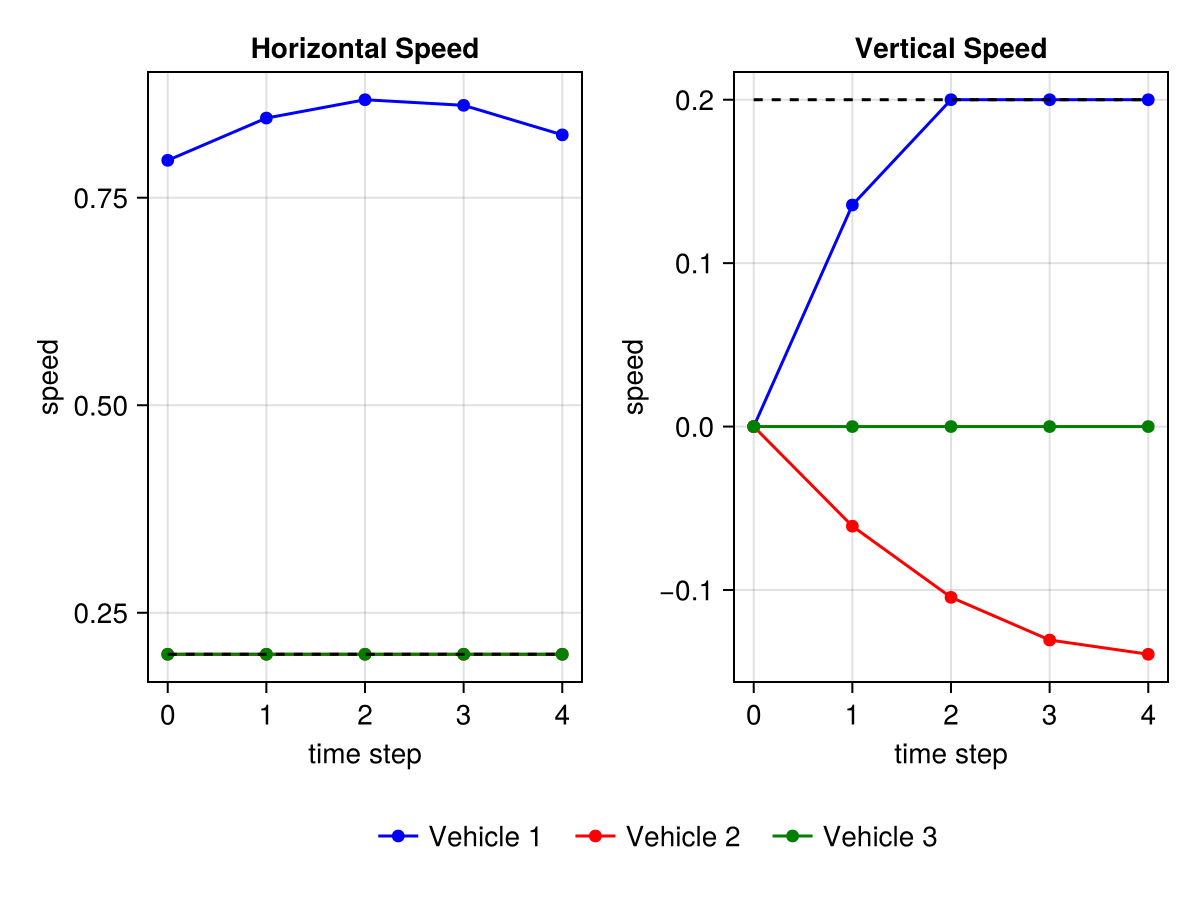 Horizontal Speed
Vertical Speed
speed
0.75
0.50
0.25
0 1 2 3 4
time step
speed
0.2
0.1
0.0
−0.1
0 1 2 3 4
time step
Vehicle 1 Vehicle 2 Vehicle 3